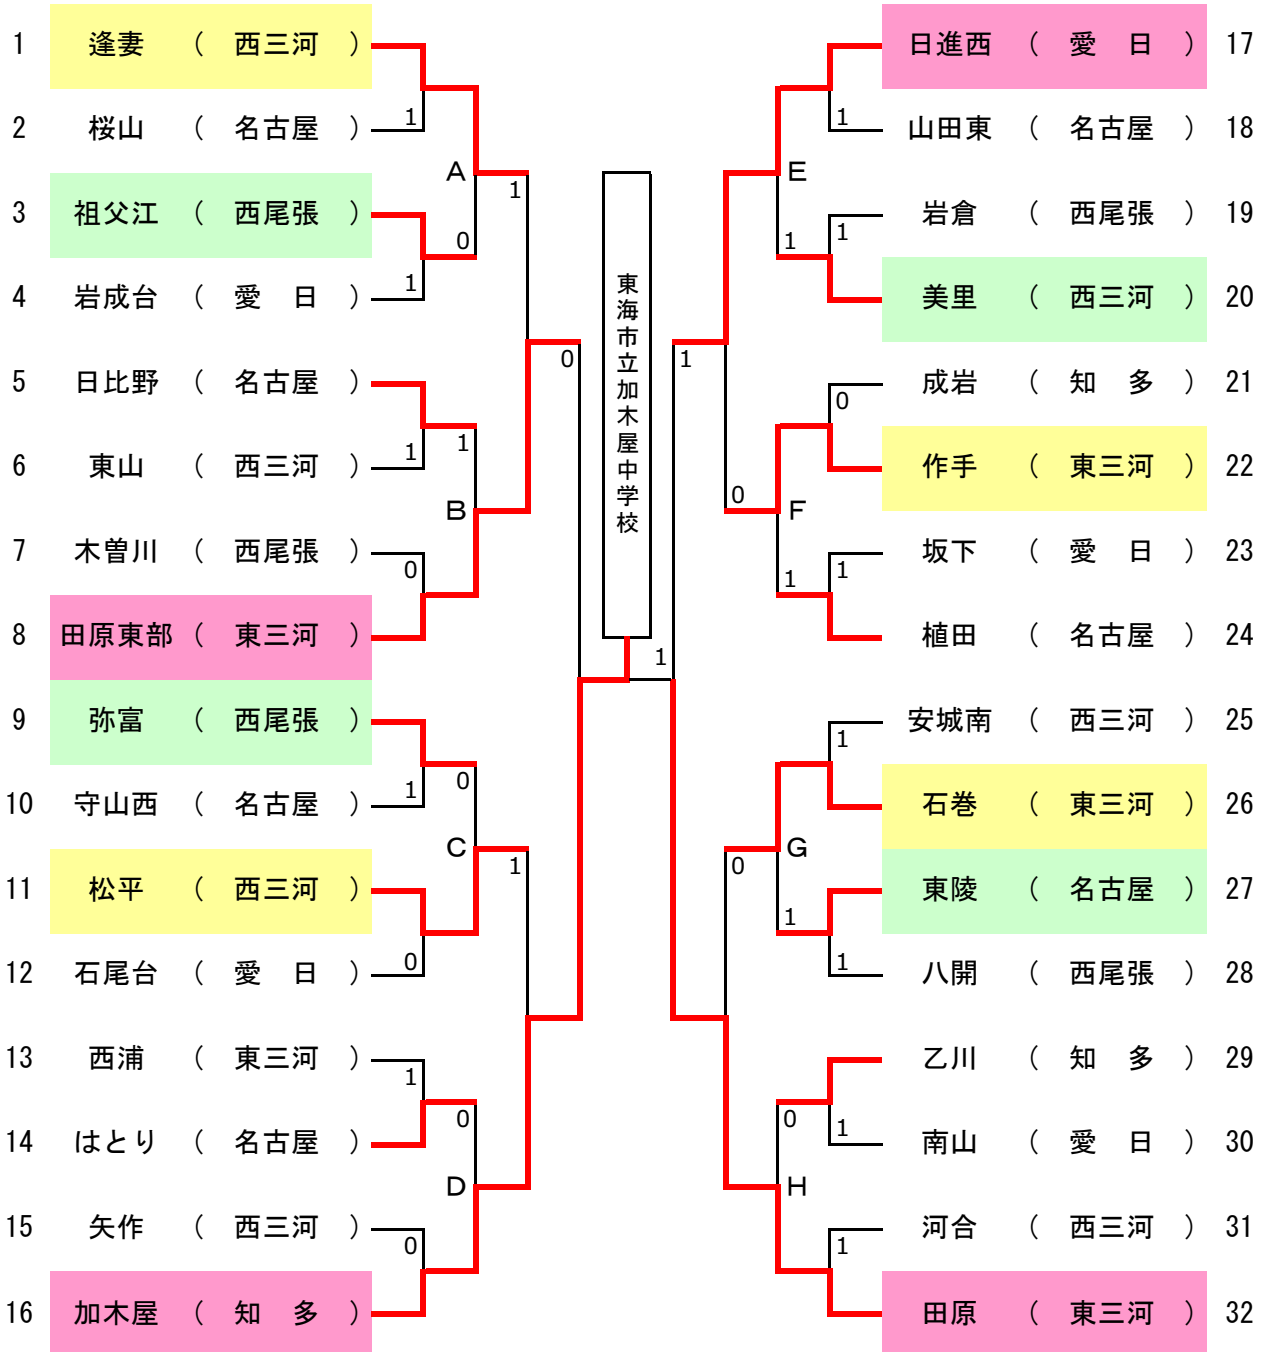 1 逢妻 （ 西三河 ）
2 桜山 （ 名古屋 ）
1
A
1
3 祖父江 （ 西尾張 ）
0
4 岩成台 （ 愛 日 ）
1
0
5 日比野 （ 名古屋 ）
1
6 東山 （ 西三河 ）
1
B
7 木曽川 （ 西尾張 ）
0
8 田原東部 （ 東三河 ）
9 弥富 （ 西尾張 ）
0
10 守山西 （ 名古屋 ）
1
C
1
11 松平 （ 西三河 ）
12 石尾台 （ 愛 日 ）
0
13 西浦 （ 東三河 ）
1
0
14 はとり （ 名古屋 ）
D
15 矢作 （ 西三河 ）
0
16 加木屋 （ 知 多 ）
東海市立加木屋中学校
1
日進西 （ 愛 日 ） 17
1
山田東 （ 名古屋 ） 18
E
岩倉 （ 西尾張 ） 19
1
1
美里 （ 西三河 ） 20
1
成岩 （ 知 多 ） 21
0
作手 （ 東三河 ） 22
0
F
坂下 （ 愛 日 ） 23
1
1
植田 （ 名古屋 ） 24
安城南 （ 西三河 ） 25
1
石巻 （ 東三河 ） 26
0
G
東陵 （ 名古屋 ） 27
1
1
八開 （ 西尾張 ） 28
乙川 （ 知 多 ） 29
0
1
南山 （ 愛 日 ） 30
H
河合 （ 西三河 ） 31
1
田原 （ 東三河 ） 32